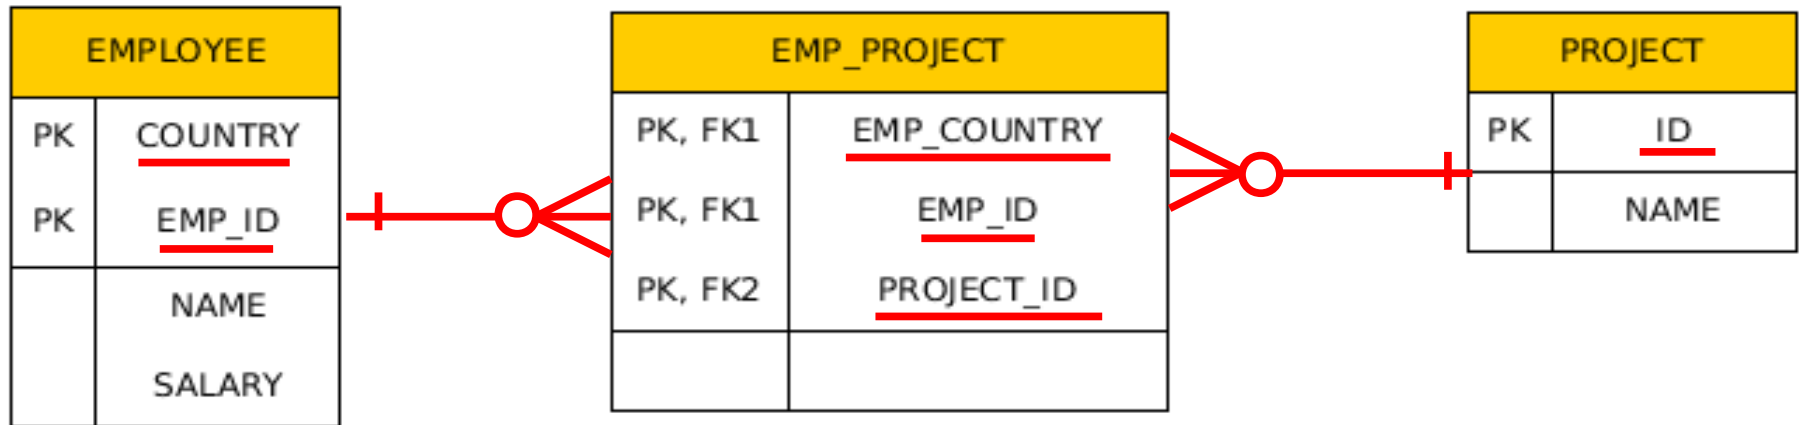 EMPLOYEE
PK COUNTRY
PK EMP_ID
NAME
SALARY
EMP_PROJECT
PK, FK1 EMP_COUNTRY
PK, FK1 EMP_ID
PK, FK2 PROJECT_ID
PROJECT
PK ID
NAME